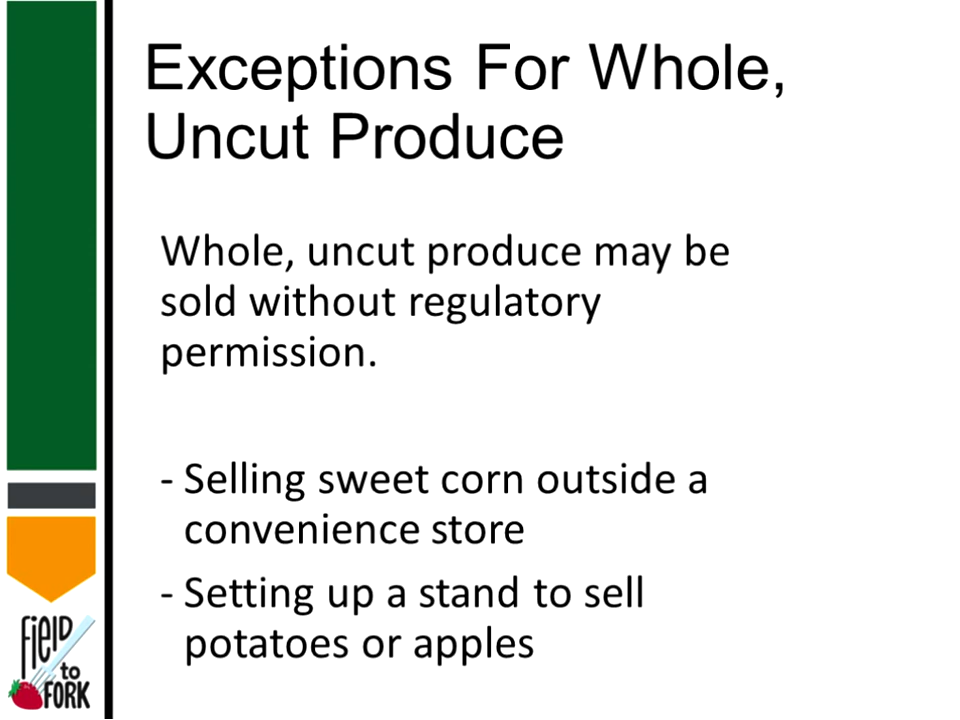 Exceptions For Whole,
Uncut Produce
Whole, uncut produce may be
sold without regulatory
permission.
- Selling sweet corn outside a
convenience store
- Setting up a stand to sell
potatoes or apples
FiELD
to
FORK